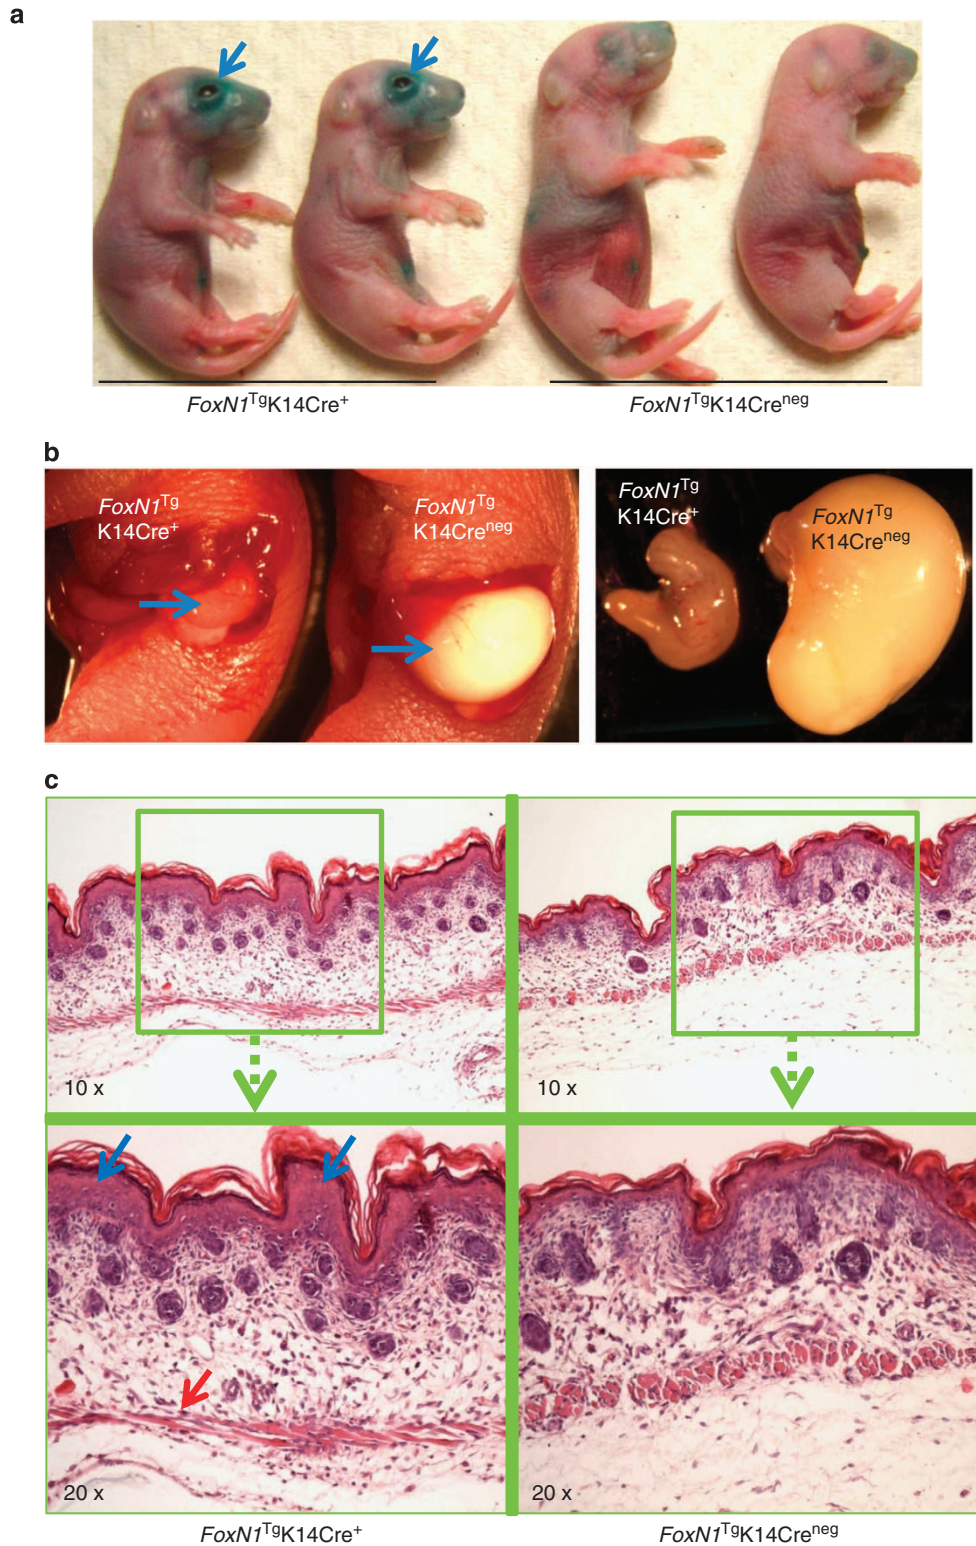 a
FoxN1TgK14Cre+
FoxN1TgK14Creneg
b
FoxN1Tg
K14Cre+
FoxN1Tg
K14Creneg
FoxN1Tg
K14Cre+
FoxN1Tg
K14Creneg
c
10 x
10 x
20 x
20 x
FoxN1TgK14Cre+
FoxN1TgK14Creneg